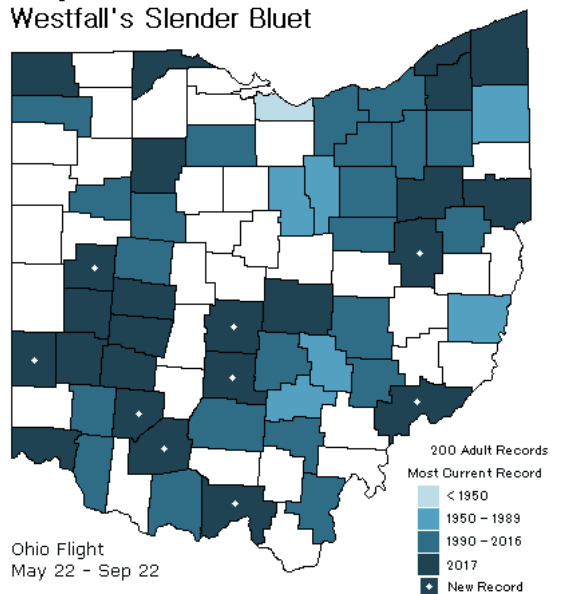 Westfall's Slender Bluet
200 Adult Records
Most Current Record
< 1950
1950 – 1989
1990 – 2016
2017
New Record
Ohio Flight
May 22 – Sep 22